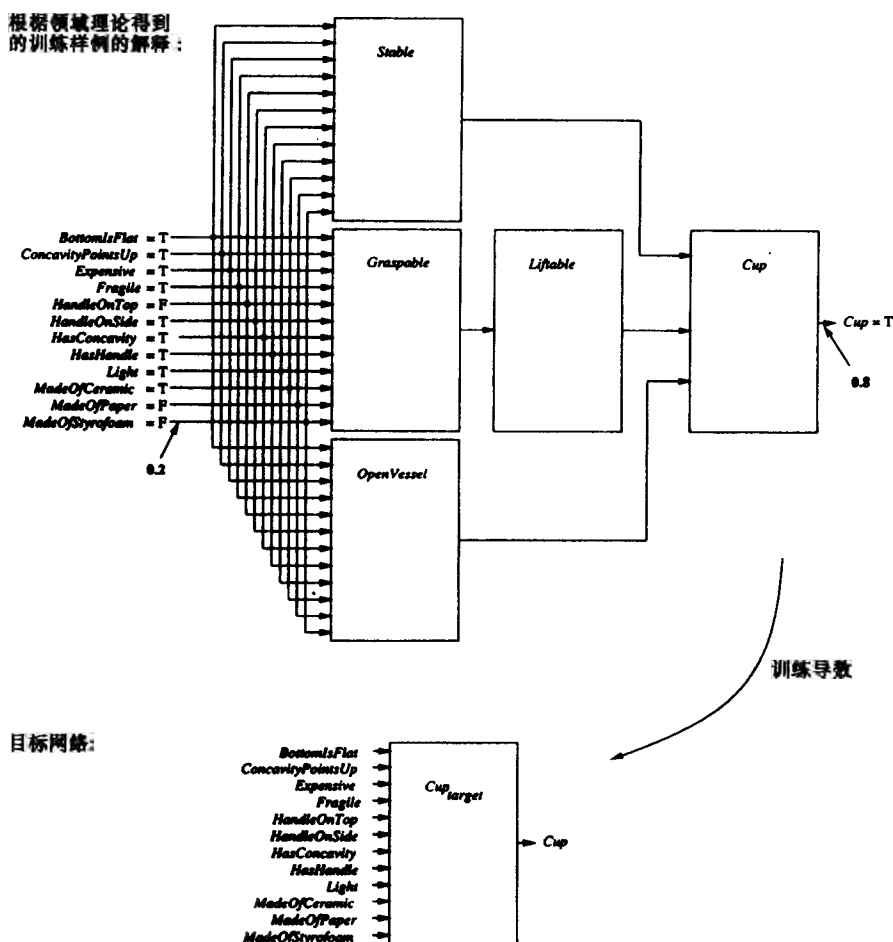 根据领域理论得到
的训练样例的解释：
Stable
BottomIsFlat = T
ConcavityPointsUp = T
Expensive = T
Fragile = T
HandleOnTop = F
HandleOnSide = T
HasConcavity = T
HasHandle = T
Light = T
MadeOfCeramic = T
MadeOfPaper = F
MadeOfStyrofoam = F
0.2
Graspable
Liftable
Cup
Cup = T
0.8
OpenVessel
训练导数
目标网络:
BottomIsFlat
ConcavityPointsUp
Expensive
Fragile
HandleOnTop
HandleOnSide
HasConcavity
HasHandle
Light
MadeOfCeramic
MadeOfPaper
MadeOfStyrofoam
Cup target
Cup